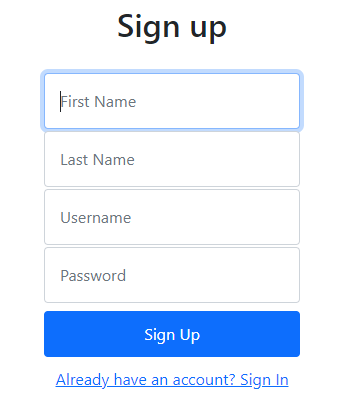 Sign up
First Name
Last Name
Username
Password
Sign Up
Already have an account? Sign In